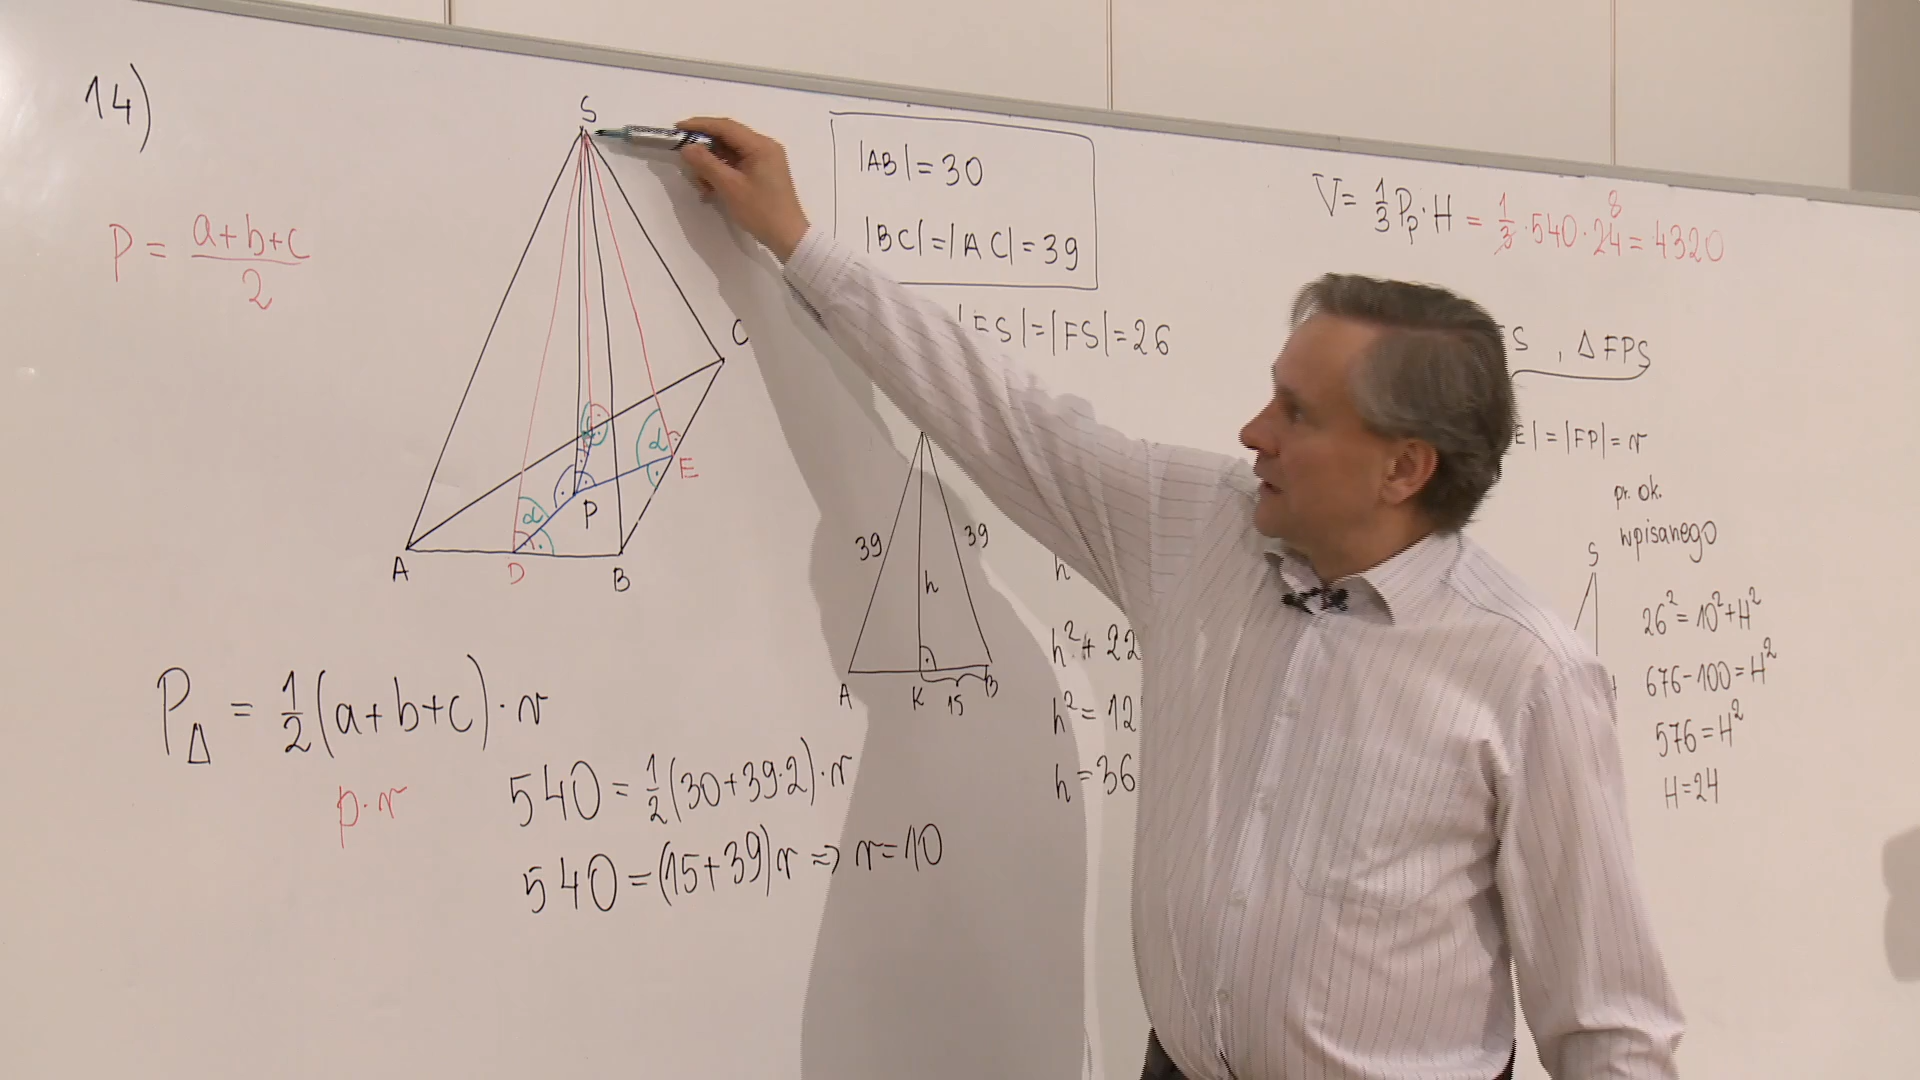 14)
P = a+b+c / 2
S
C
α
α
E
P
A
D
B
P△ = 1/2 (a+b+c)·r
p·r
540 = 1/2 (30+39·2)·r
540 = (15+39)r ⇒ r=10
|AB| = 30
|BC| = |AC| = 39
ES| = |FS| = 26
39
39
h
A
K
15
B
h
h² + 22
h² = 12
h = 36
V = 1/3 Pp · H = 1/3 · 540 · 24 = 4320
8
S , △FPS
E| = |FP| = r
pr. ok.
wpisanego
S
26² = 10² + H²
676-100 = H²
576 = H²
H = 24